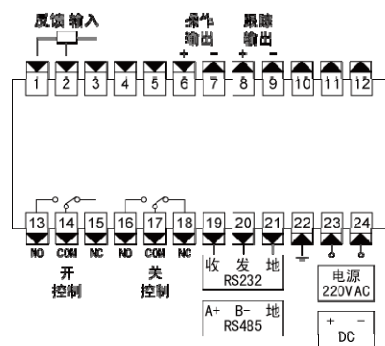 反馈 输入
操作 跟踪
输出 输出
+ - + -
1 2 3 4 5 6 7 8 9 10 11 12
13 14 15 16 17 18 19 20 21 22 23 24
NO COM NC NO COM NC
开 关
控制 控制
收 发 地
RS232
电源
220VAC
A+ B- 地
RS485
+ -
DC